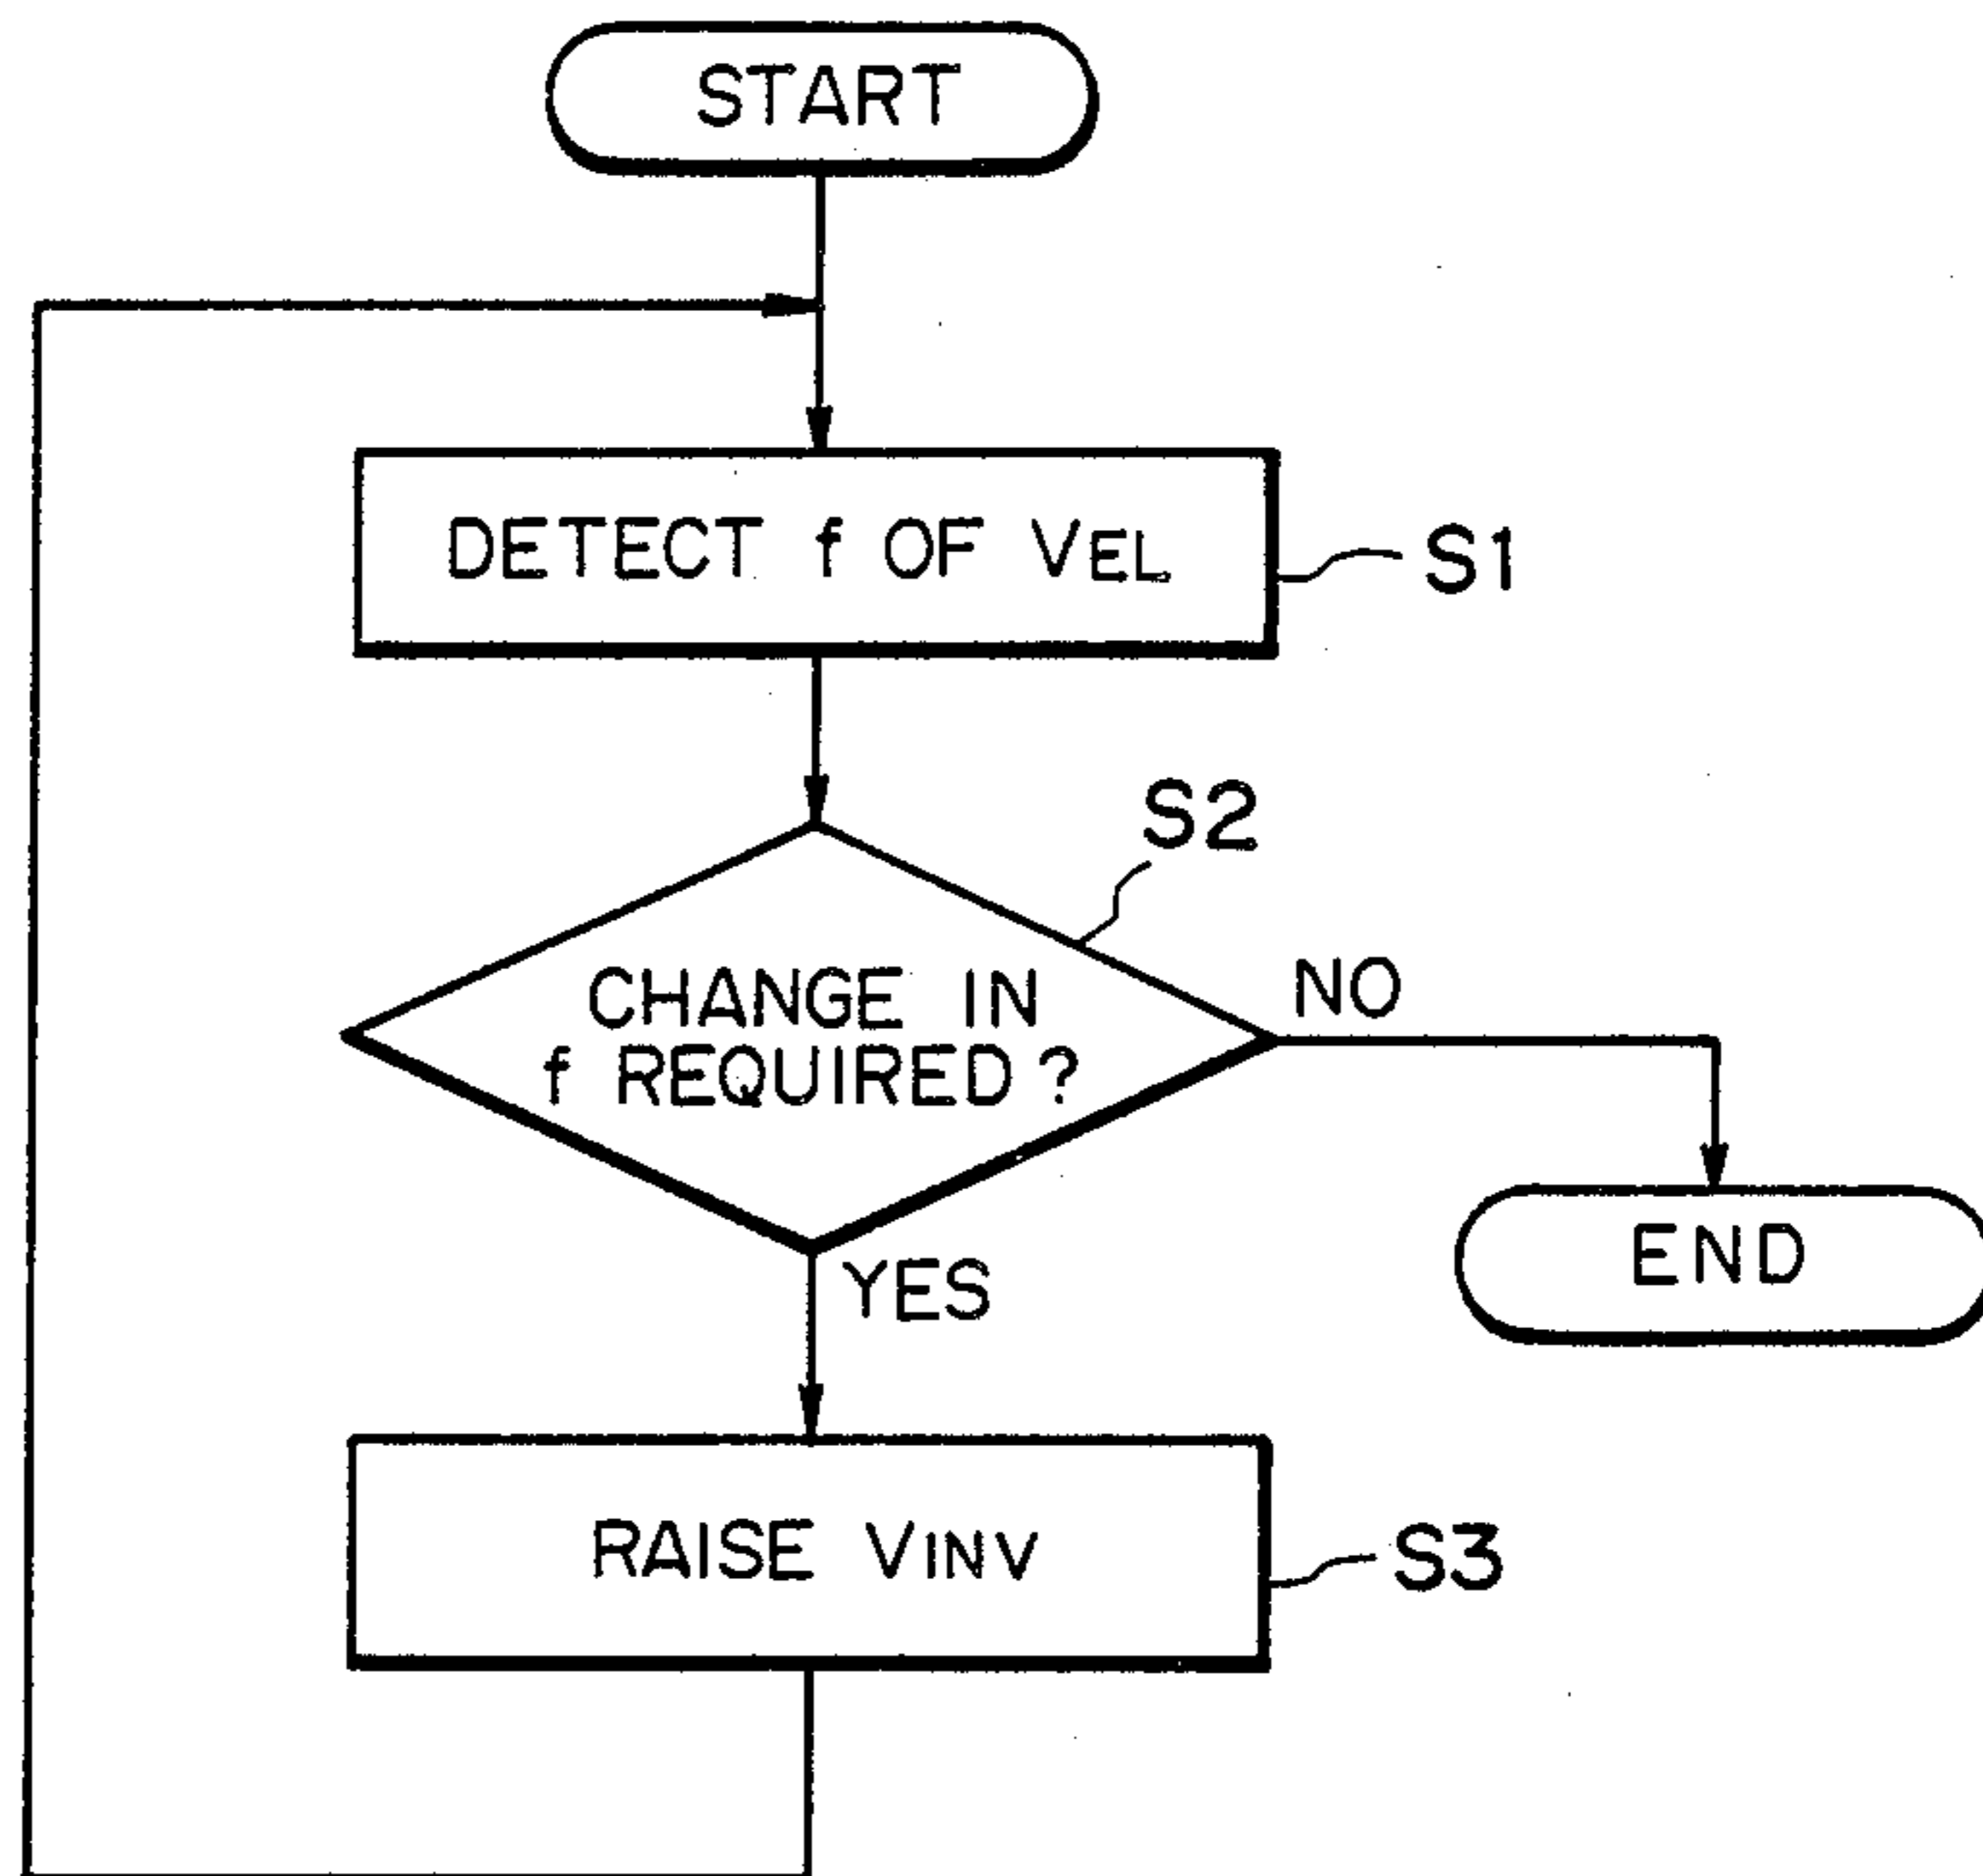 START
DETECT f OF VEL
S1
S2
CHANGE IN
f REQUIRED?
NO
YES
END
RAISE VINV
S3